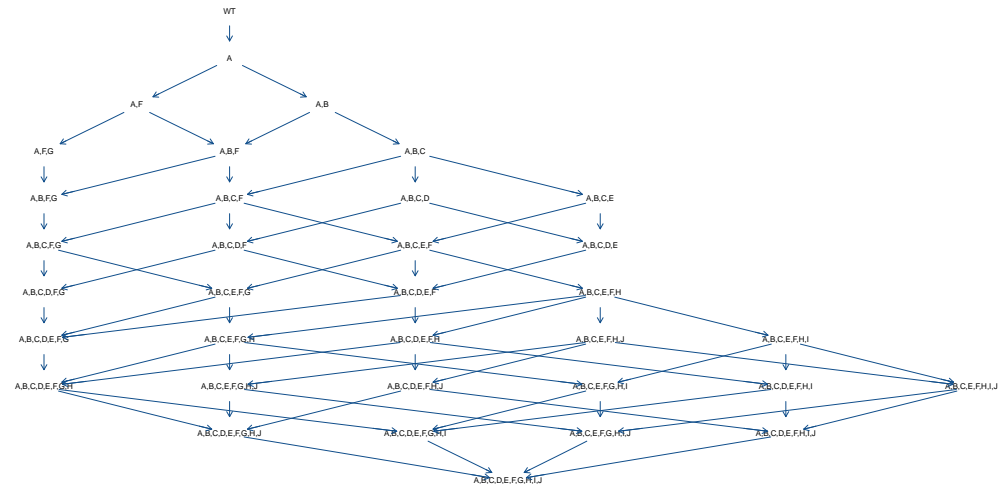 WT
A
A,F
A,B
A,F,G
A,B,F
A,B,C
A,B,F,G
A,B,C,F
A,B,C,D
A,B,C,E
A,B,C,F,G
A,B,C,D,F
A,B,C,E,F
A,B,C,D,E
A,B,C,D,F,G
A,B,C,E,F,G
A,B,C,D,E,F
A,B,C,E,F,H
A,B,C,D,E,F,G
A,B,C,E,F,G,H
A,B,C,D,E,F,H
A,B,C,E,F,H,J
A,B,C,E,F,H,I
A,B,C,D,E,F,G,H
A,B,C,E,F,G,H,J
A,B,C,D,E,F,H,J
A,B,C,E,F,G,H,I
A,B,C,D,E,F,H,I
A,B,C,E,F,H,I,J
A,B,C,D,E,F,G,H,J
A,B,C,D,E,F,G,H,I
A,B,C,E,F,G,H,I,J
A,B,C,D,E,F,H,I,J
A,B,C,D,E,F,G,H,I,J